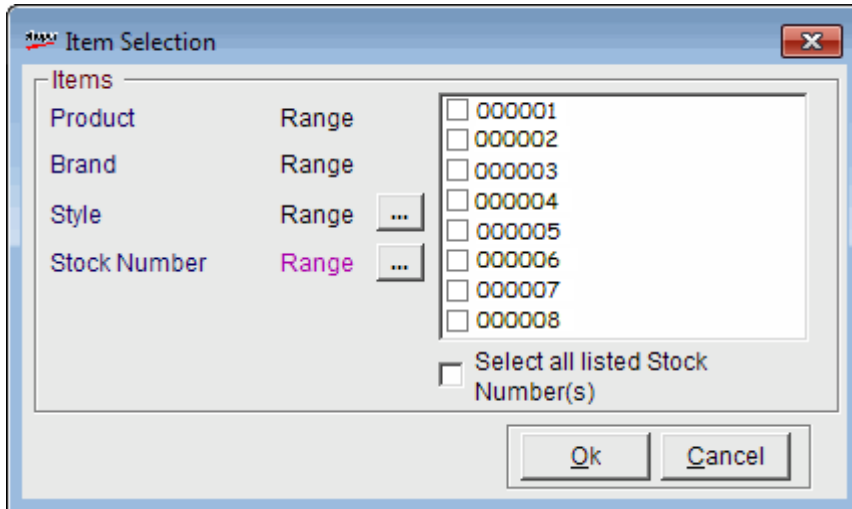 Item Selection
Items
Product Range
Brand Range
Style Range ...
Stock Number Range ...
000001
000002
000003
000004
000005
000006
000007
000008
Select all listed Stock
Number(s)
Ok Cancel